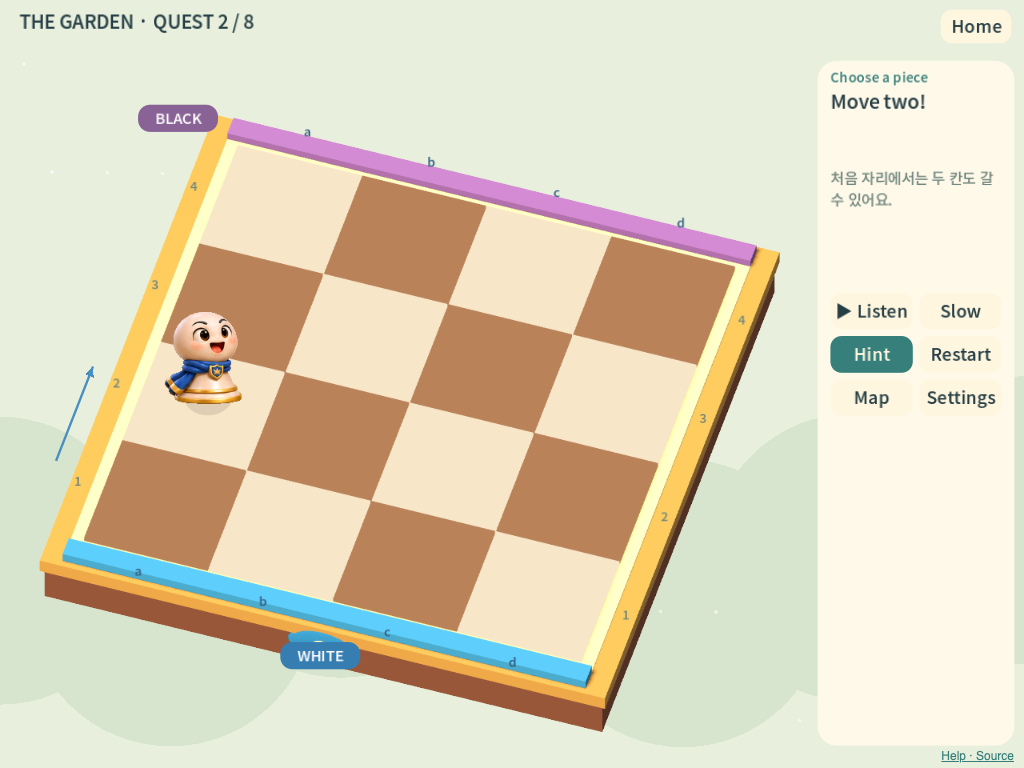 THE GARDEN · QUEST 2 / 8
Home
Choose a piece
Move two!
처음 자리에서는 두 칸도 갈
수 있어요.
▶ Listen
Slow
Hint
Restart
Map
Settings
BLACK
a
b
c
d
4
3
2
1
4
3
2
1
a
b
c
d
WHITE
Help · Source